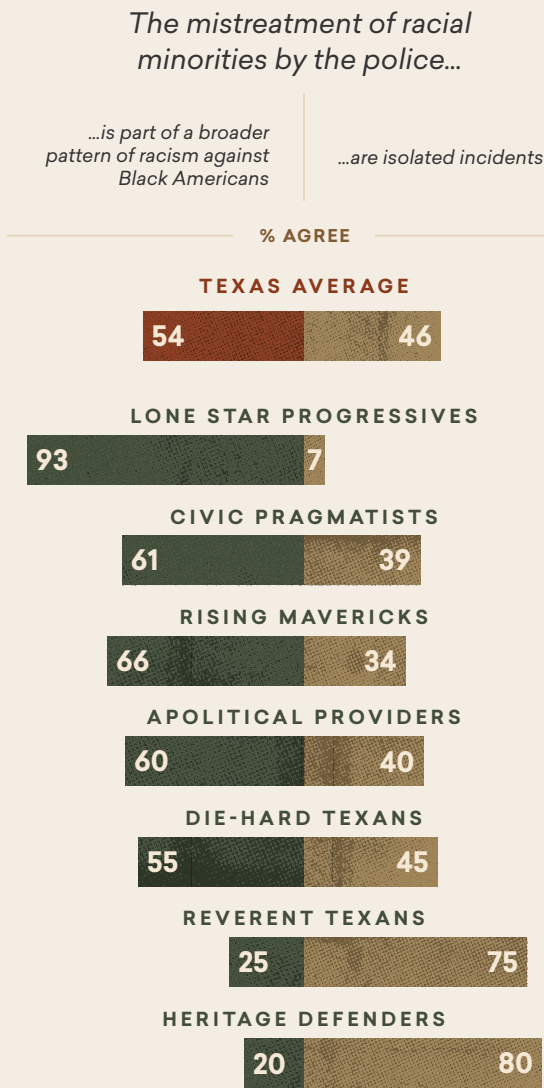 The mistreatment of racial
minorities by the police...
...is part of a broader
pattern of racism against
Black Americans
...are isolated incidents
% AGREE
TEXAS AVERAGE
54 46
LONE STAR PROGRESSIVES
93 7
CIVIC PRAGMATISTS
61 39
RISING MAVERICKS
66 34
APOLITICAL PROVIDERS
60 40
DIE-HARD TEXANS
55 45
REVERENT TEXANS
25 75
HERITAGE DEFENDERS
20 80